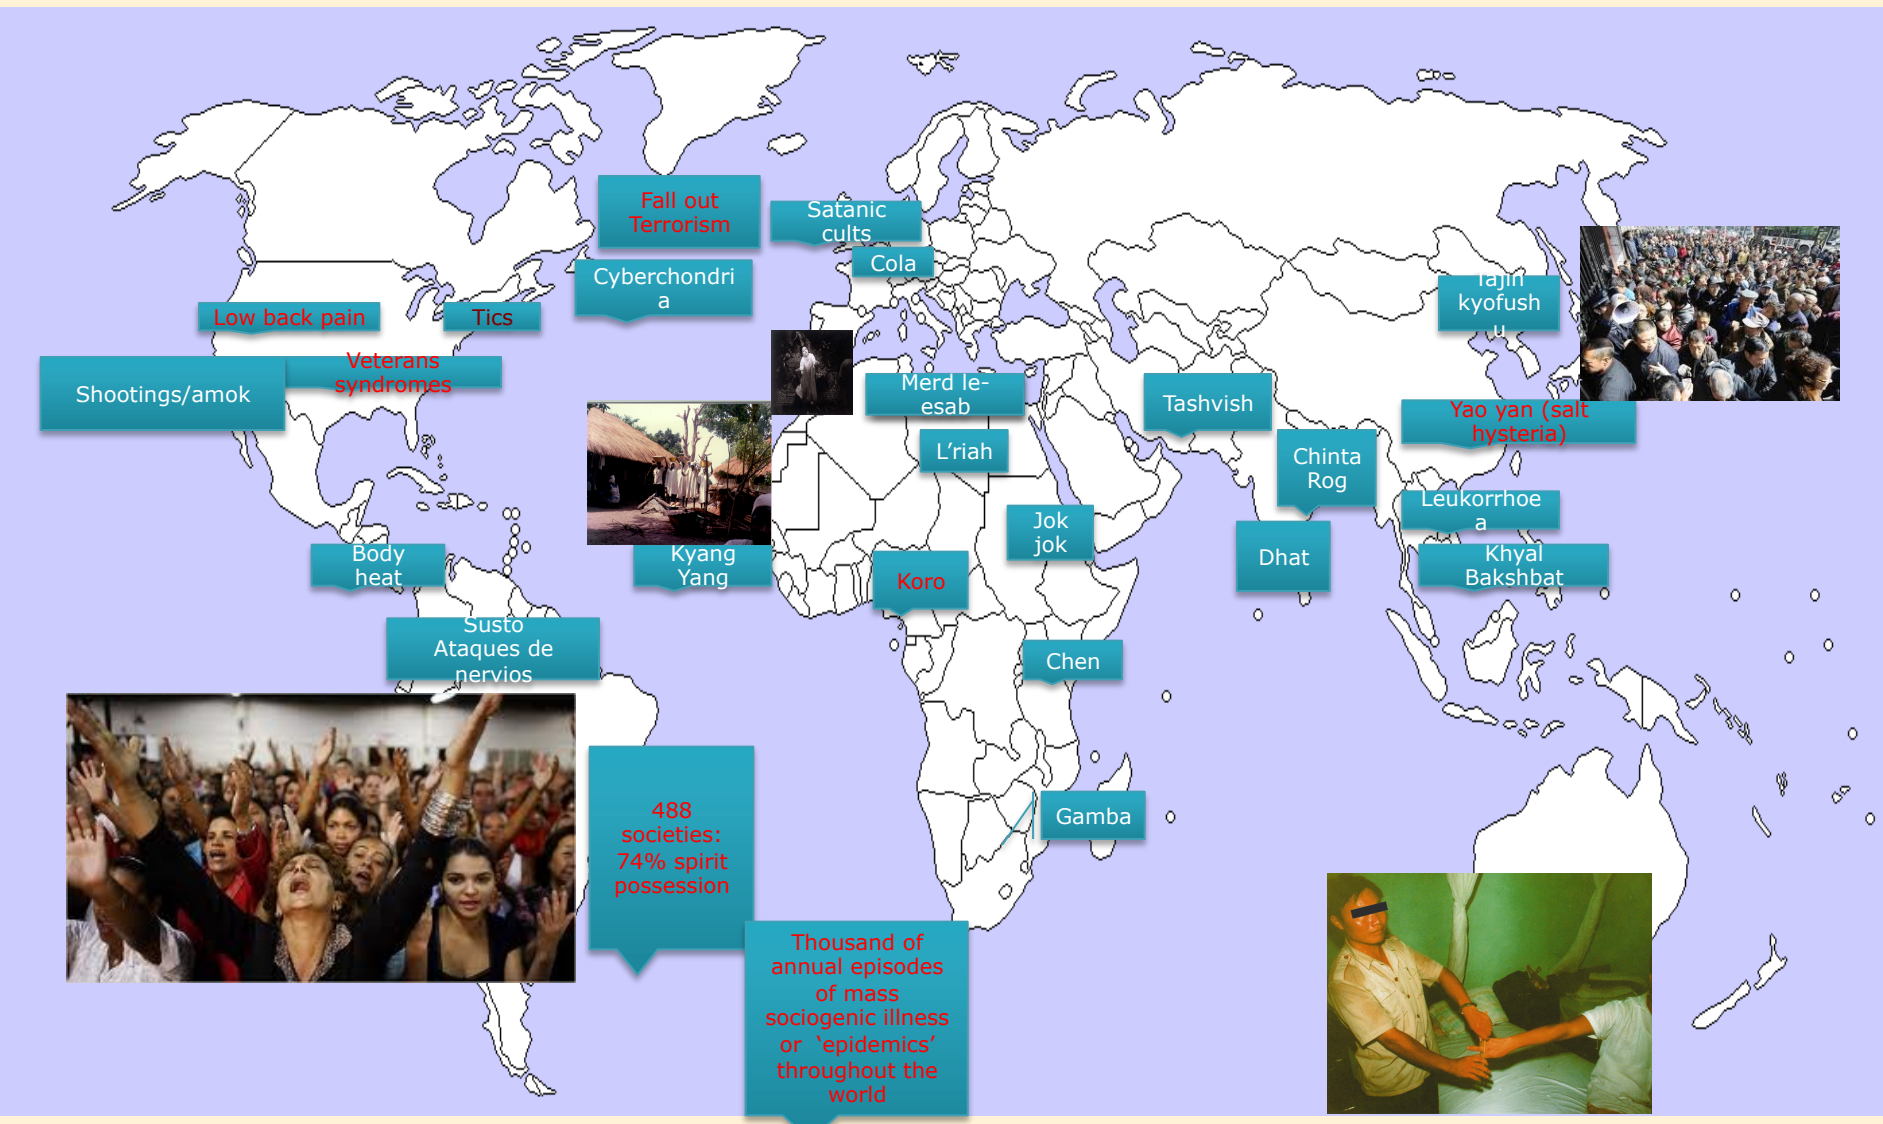 Fall out
Terrorism
Satanic
cults
Cola
Cyberchondri
a
Tajin
kyofush
u
Low back pain
Tics
Veterans
syndromes
Shootings/amok
Merd le-
esab
Tashvish
Yao yan (salt
hysteria)
L'riah
Chinta
Rog
Leukorrhoe
a
Jok
jok
Dhat
Khyal
Bakshbat
Body
heat
Kyang
Yang
Koro
Susto
Ataques de
nervios
Chen
Gamba
488
societies:
74% spirit
possession
Thousand of
annual episodes
of mass
sociogenic illness
or ‘epidemics’
throughout the
world